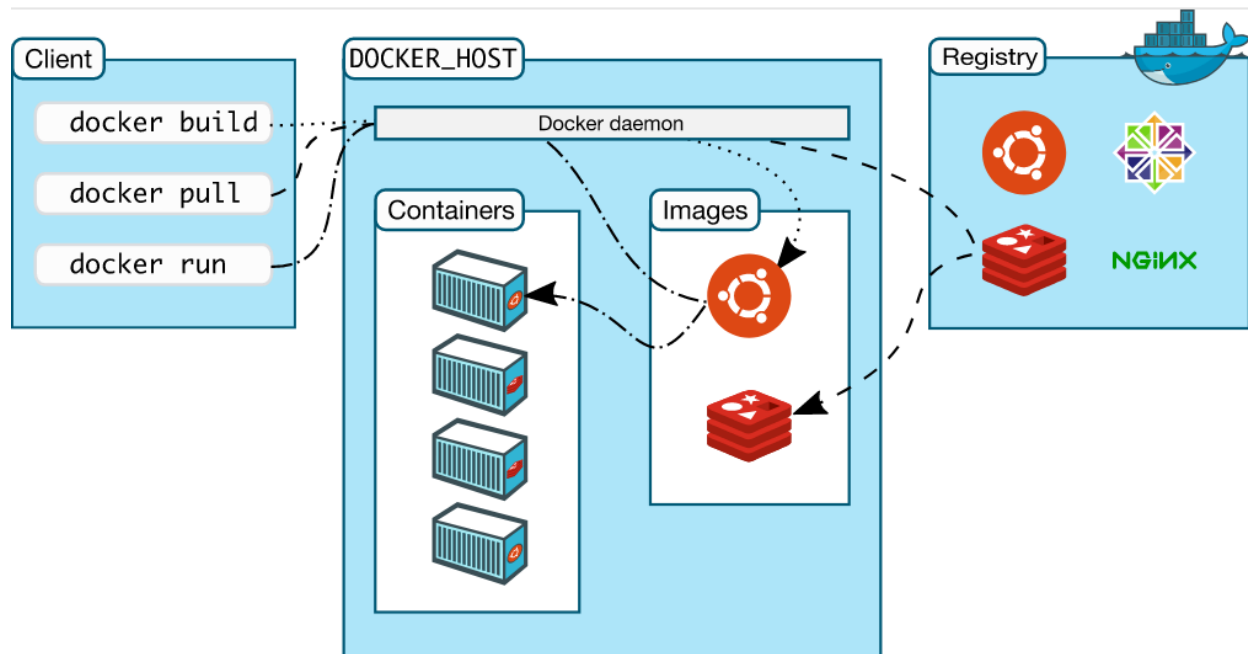 Client
docker build
docker pull
docker run
DOCKER_HOST
Docker daemon
Containers
Images
Registry
NGINX